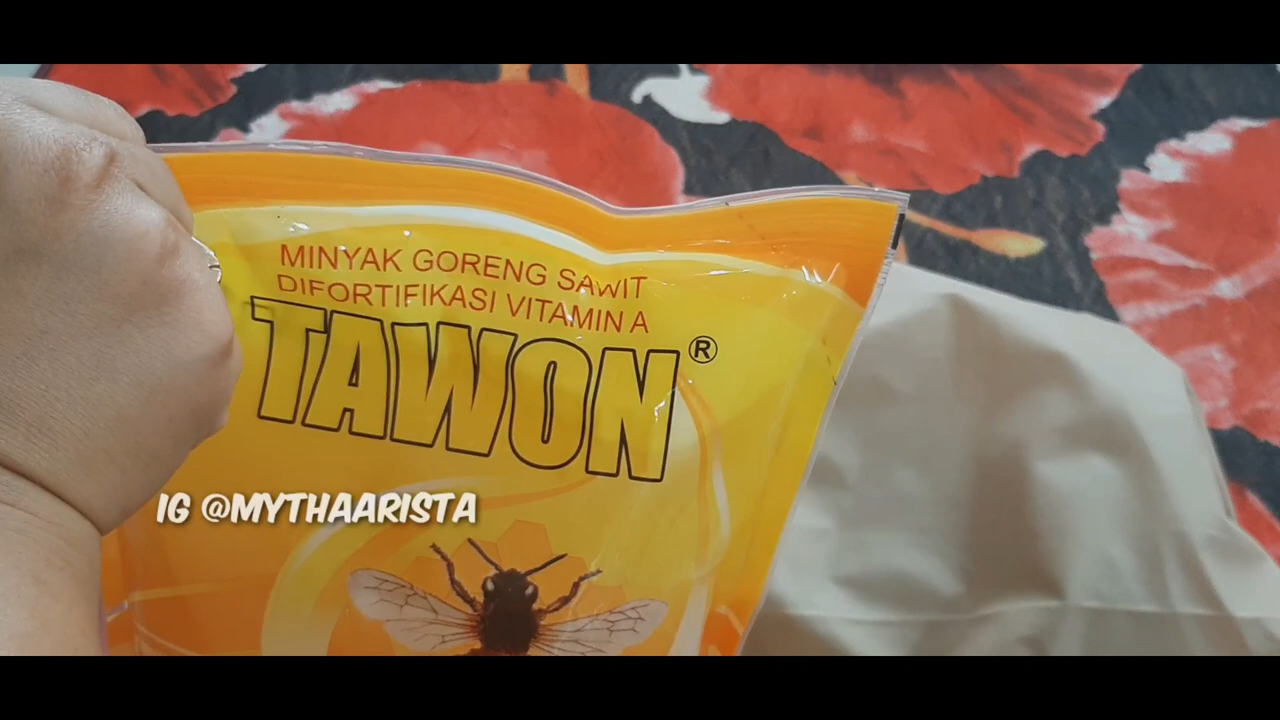 MINYAK GORENG SAWIT
DIFORTIFIKASI VITAMIN A
TAWON®
IG @MYTHAARISTA